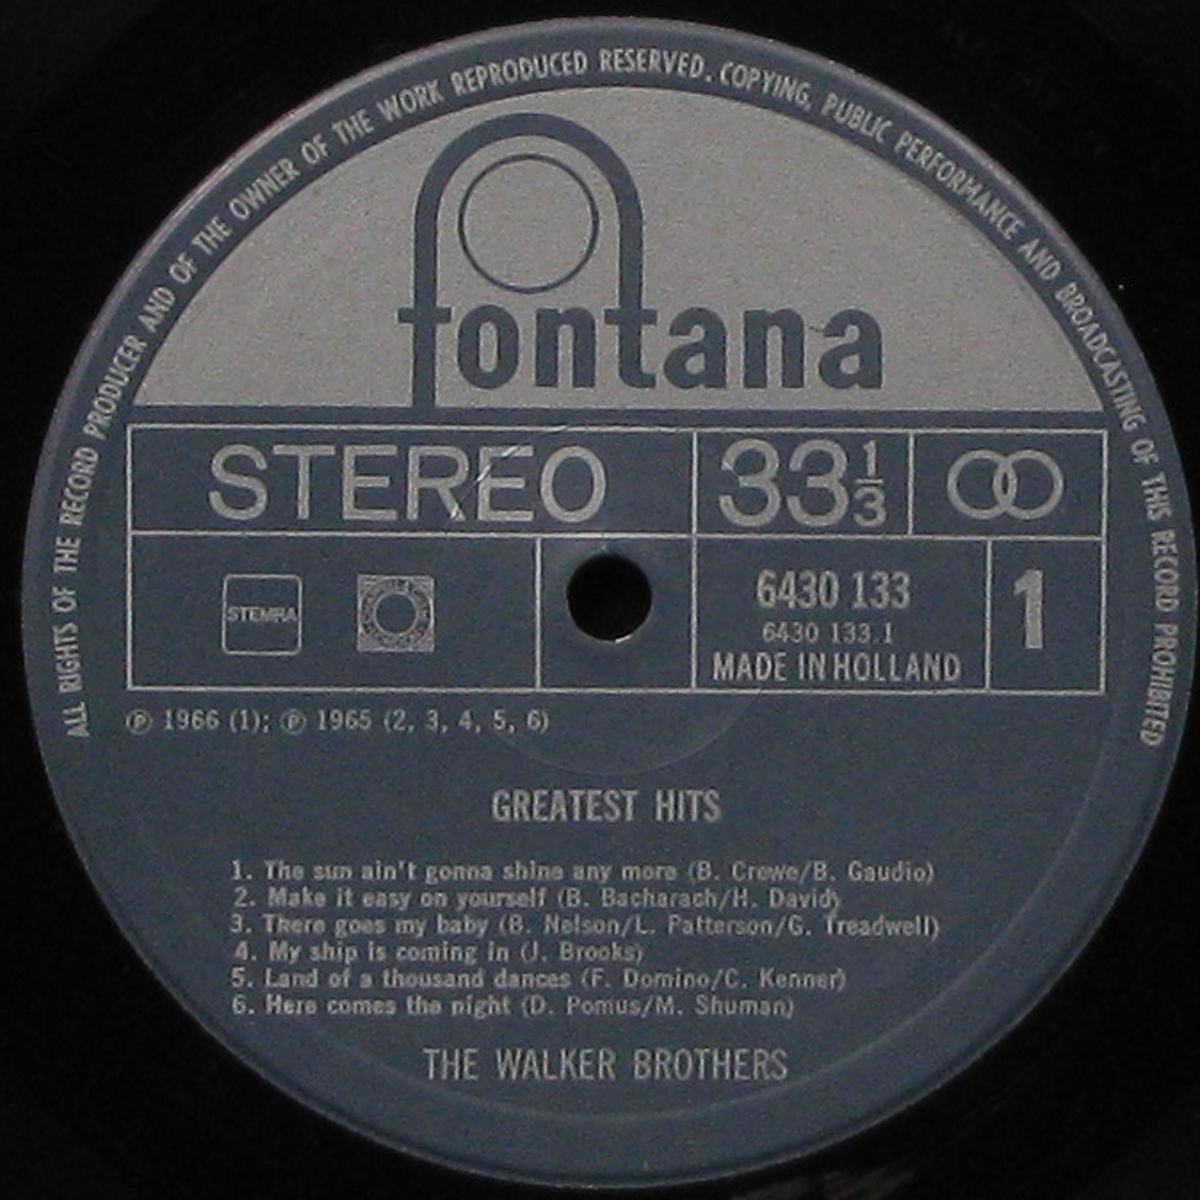 ALL RIGHTS OF THE RECORD PRODUCER AND OF THE OWNER OF THE WORK REPRODUCED RESERVED. COPYING, PUBLIC PERFORMANCE AND BROADCASTING OF THIS RECORD PROHIBITED
fontana
STEREO 33 1/3
STEMRA
6430 133
6430 133.1
MADE IN HOLLAND
1
℗ 1966 (1); ℗ 1965 (2, 3, 4, 5, 6)
GREATEST HITS
1. The sun ain't gonna shine any more (B. Crewe/B. Gaudio)
2. Make it easy on yourself (B. Bacharach/H. David)
3. There goes my baby (B. Nelson/L. Patterson/G. Treadwell)
4. My ship is coming in (J. Brooks)
5. Land of a thousand dances (F. Domino/C. Kenner)
6. Here comes the night (D. Pomus/M. Shuman)
THE WALKER BROTHERS